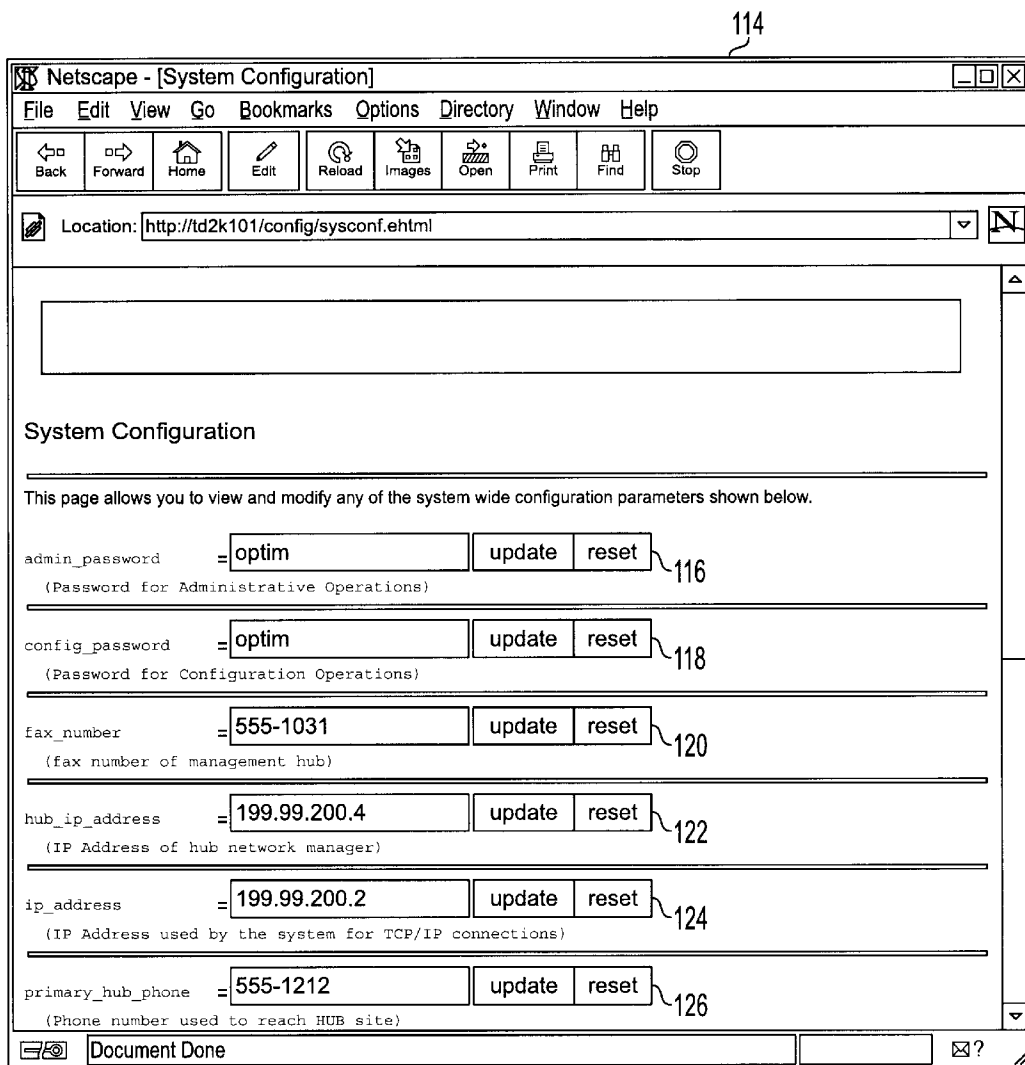 114
Netscape - [System Configuration]
File Edit View Go Bookmarks Options Directory Window Help
Back Forward Home Edit Reload Images Open Print Find Stop
Location: http://td2k101/config/sysconf.ehtml
N
System Configuration
This page allows you to view and modify any of the system wide configuration parameters shown below.
admin_password = optim update reset 116
(Password for Administrative Operations)
config_password = optim update reset 118
(Password for Configuration Operations)
fax_number = 555-1031 update reset 120
(fax number of management hub)
hub_ip_address = 199.99.200.4 update reset 122
(IP Address of hub network manager)
ip_address = 199.99.200.2 update reset 124
(IP Address used by the system for TCP/IP connections)
primary_hub_phone = 555-1212 update reset 126
(Phone number used to reach HUB site)
Document Done ?